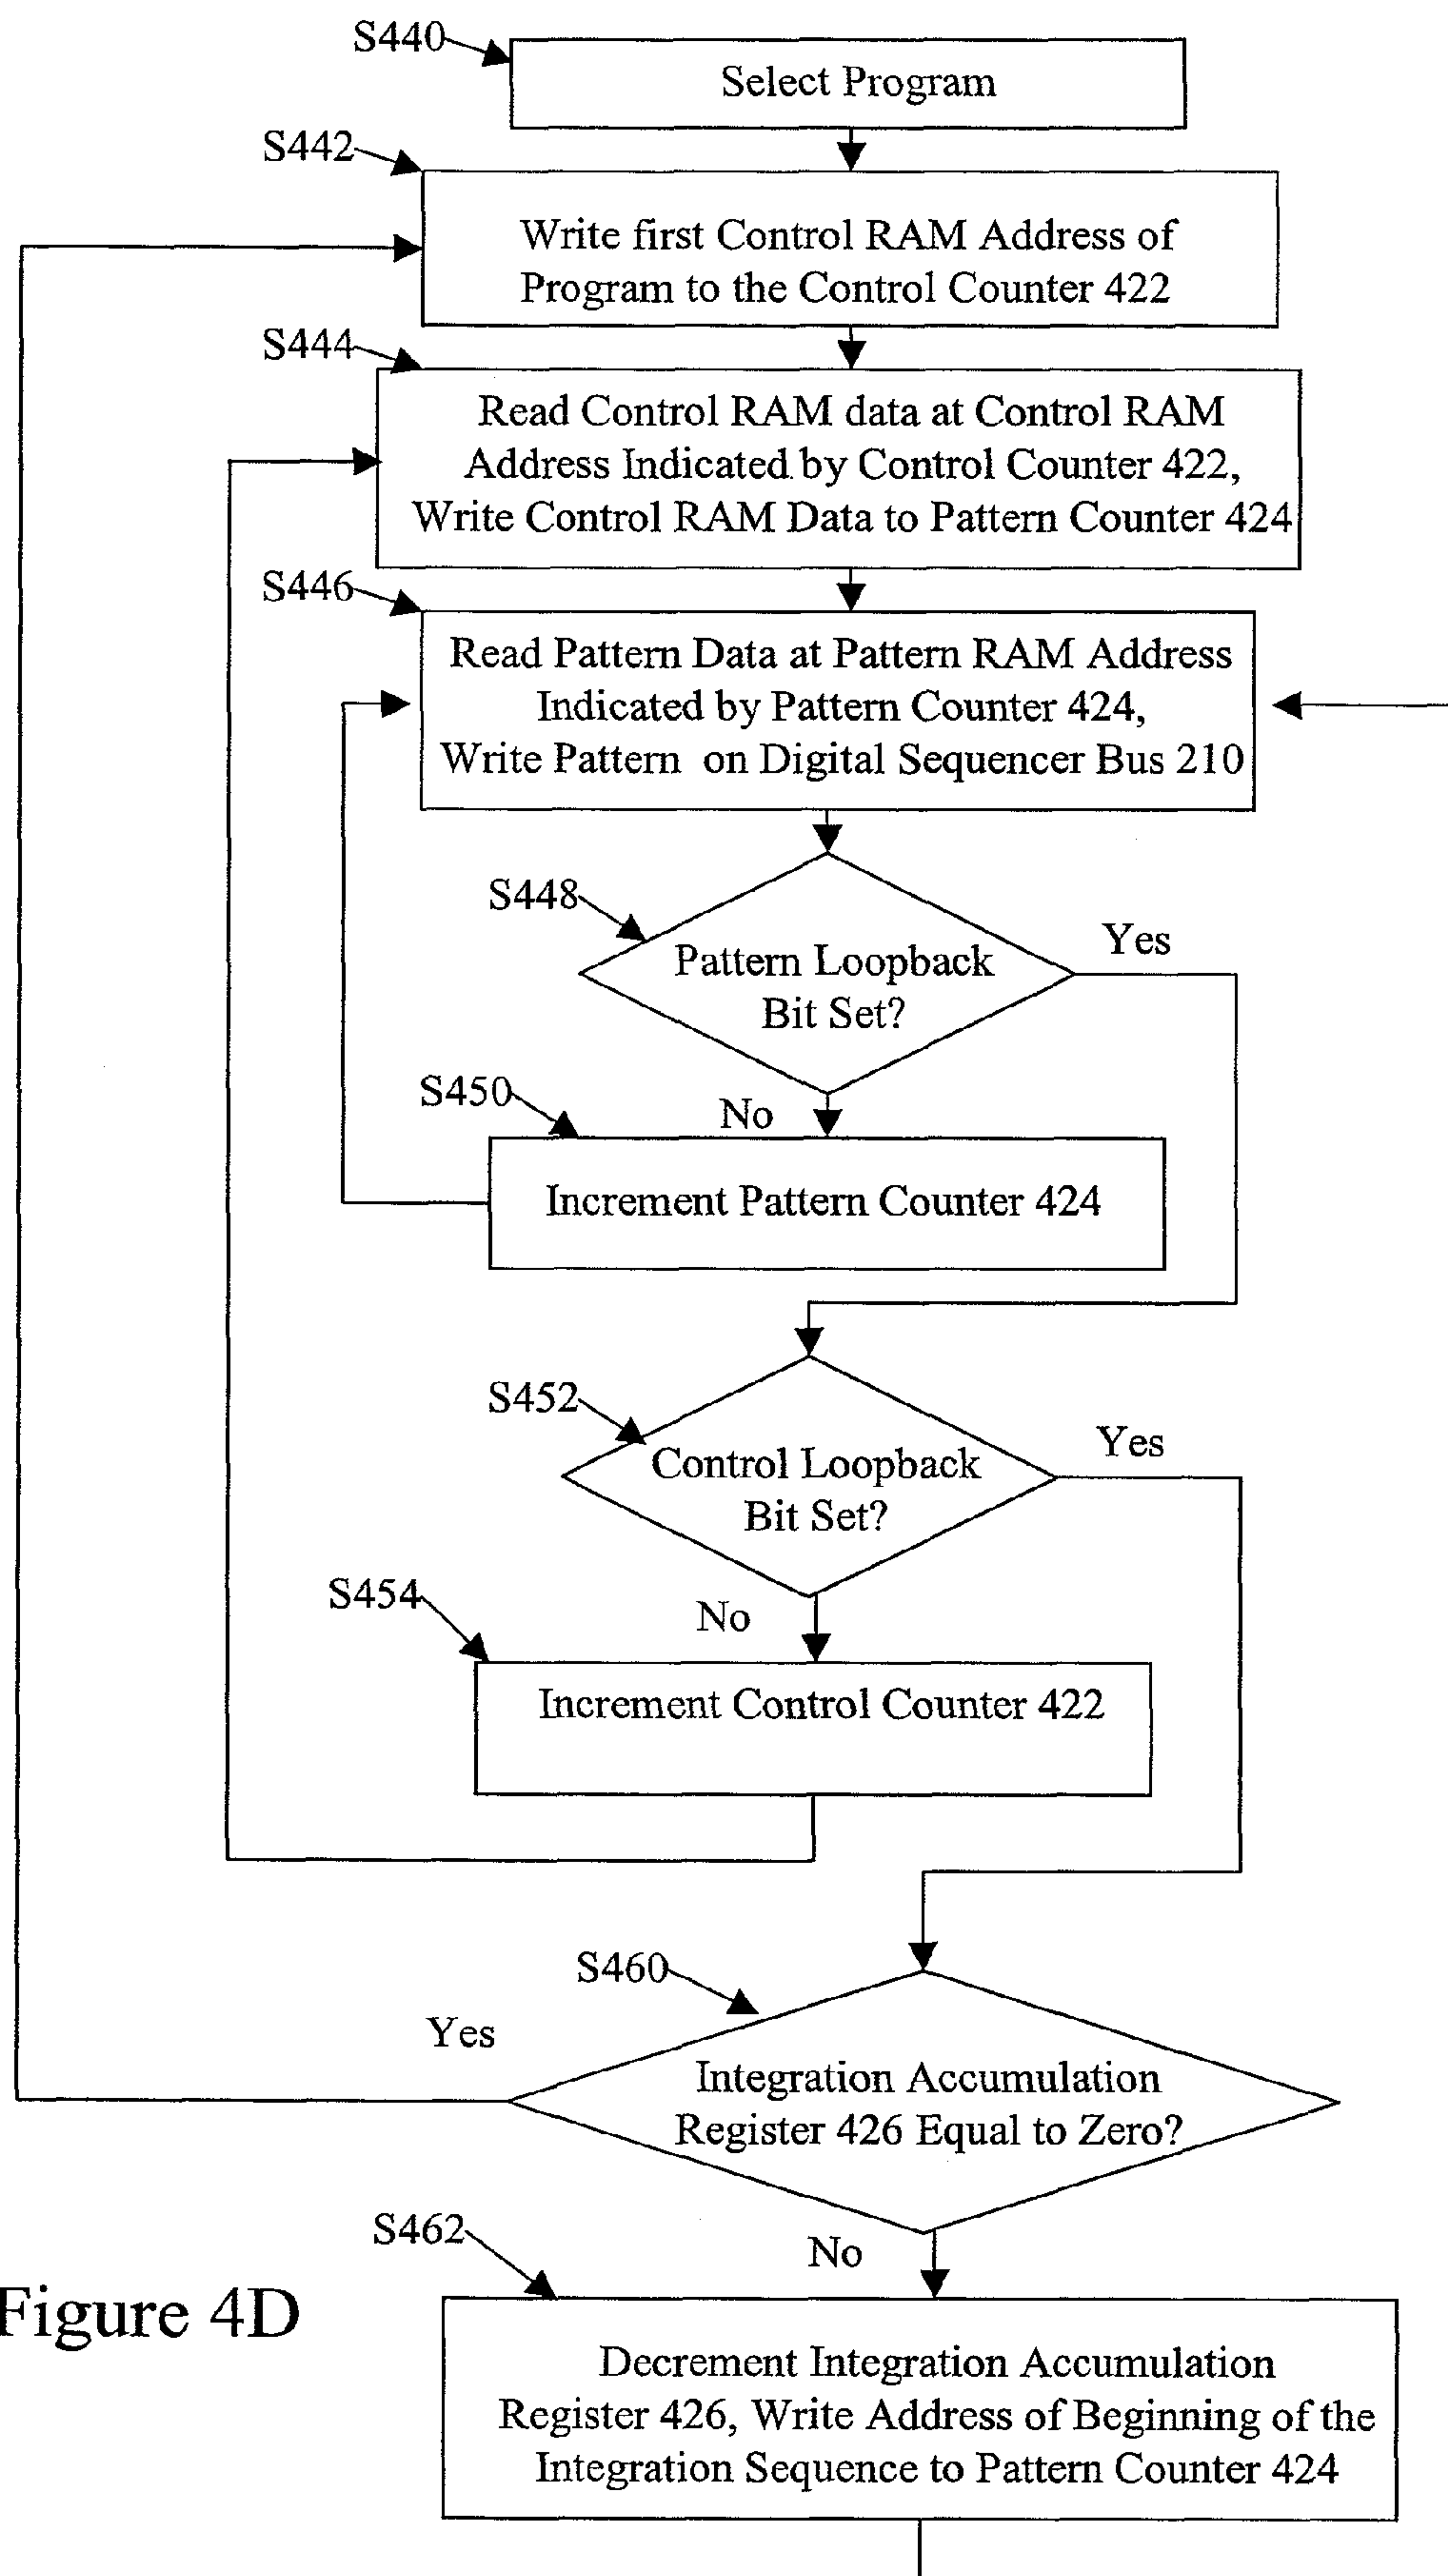 S440
Select Program
S442
Write first Control RAM Address of
Program to the Control Counter 422
S444
Read Control RAM data at Control RAM
Address Indicated by Control Counter 422,
Write Control RAM Data to Pattern Counter 424
S446
Read Pattern Data at Pattern RAM Address
Indicated by Pattern Counter 424,
Write Pattern on Digital Sequencer Bus 210
S448
Yes
Pattern Loopback
Bit Set?
S450
No
Increment Pattern Counter 424
S452
Yes
Control Loopback
Bit Set?
S454
No
Increment Control Counter 422
S460
Yes
Integration Accumulation
Register 426 Equal to Zero?
S462
No
Figure 4D
Decrement Integration Accumulation
Register 426, Write Address of Beginning of the
Integration Sequence to Pattern Counter 424